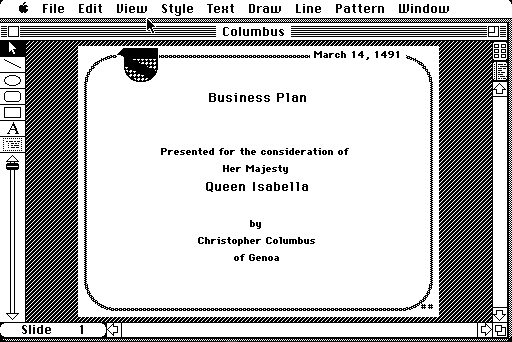 File Edit View Style Text Draw Line Pattern Window
Columbus
March 14, 1491
Business Plan
Presented for the consideration of
Her Majesty
Queen Isabella
by
Christopher Columbus
of Genoa
A
##
Slide 1